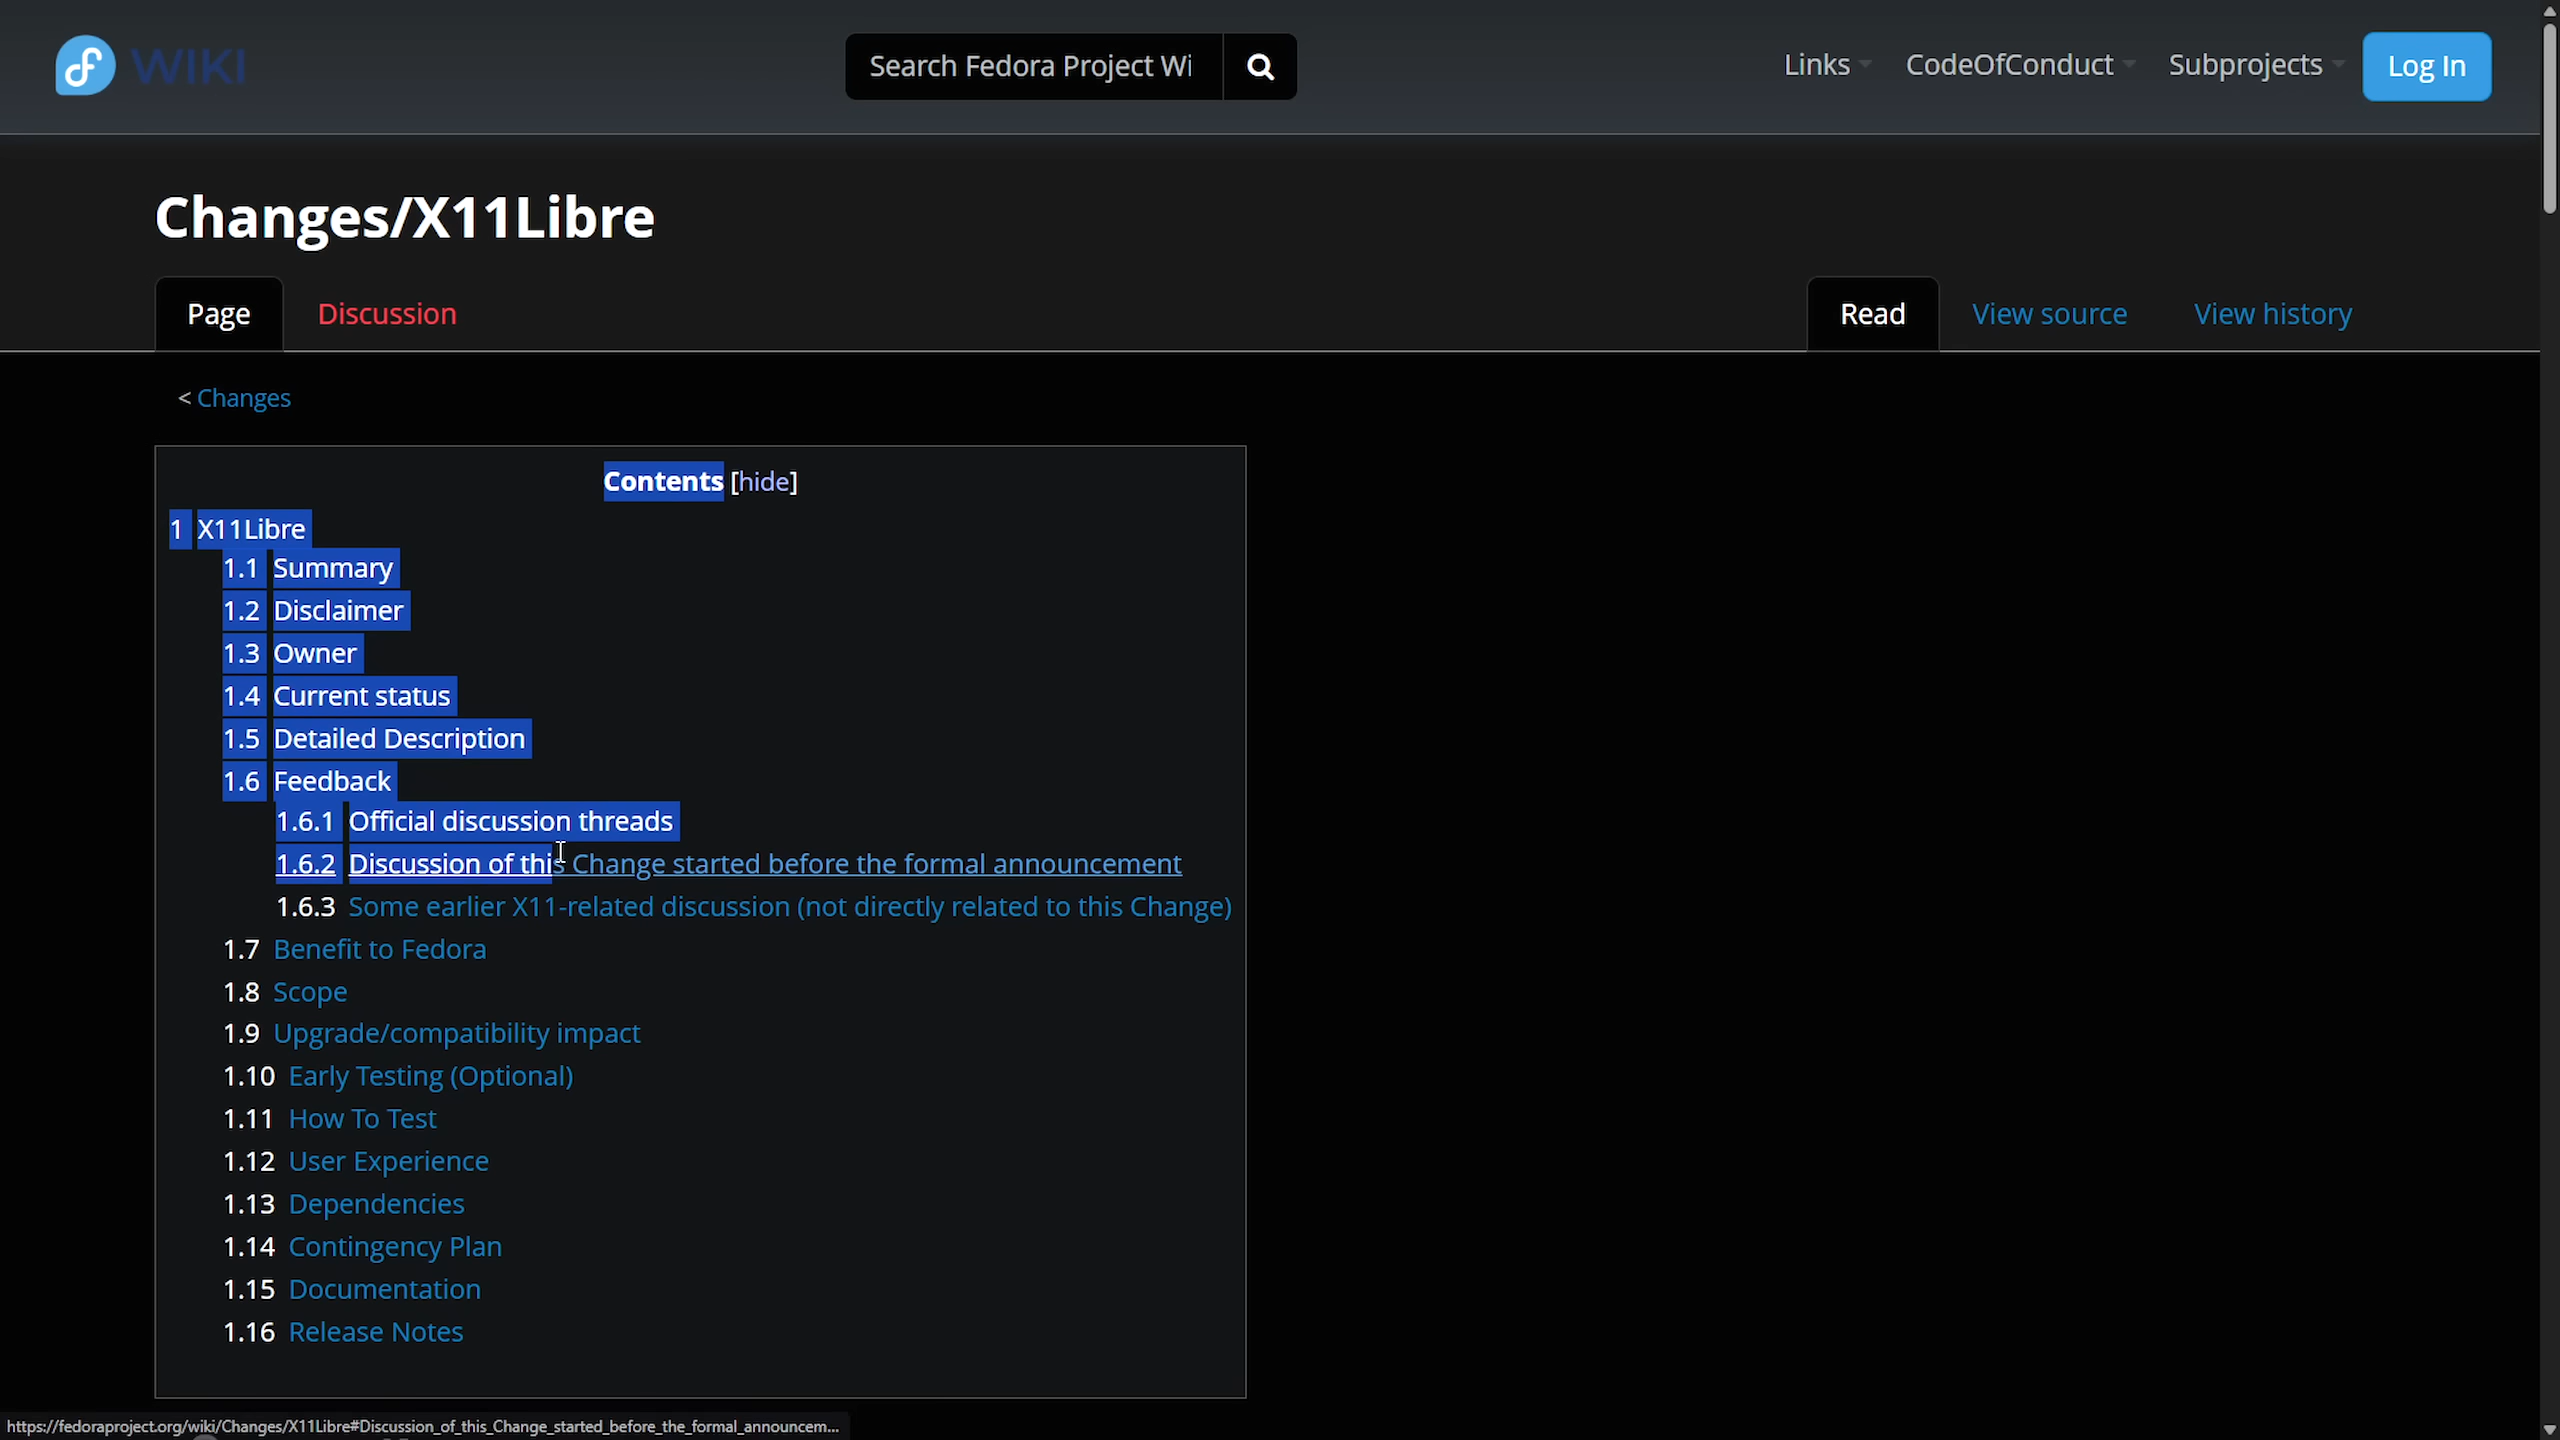 WIKI
Search Fedora Project Wi
Links
CodeOfConduct
Subprojects
Log In
Changes/X11Libre
Page
Discussion
Read
View source
View history
< Changes
Contents [hide]
1 X11Libre
1.1 Summary
1.2 Disclaimer
1.3 Owner
1.4 Current status
1.5 Detailed Description
1.6 Feedback
1.6.1 Official discussion threads
1.6.2 Discussion of this Change started before the formal announcement
1.6.3 Some earlier X11-related discussion (not directly related to this Change)
1.7 Benefit to Fedora
1.8 Scope
1.9 Upgrade/compatibility impact
1.10 Early Testing (Optional)
1.11 How To Test
1.12 User Experience
1.13 Dependencies
1.14 Contingency Plan
1.15 Documentation
1.16 Release Notes
https://fedoraproject.org/wiki/Changes/X11Libre#Discussion_of_this_Change_started_before_the_formal_announcem...